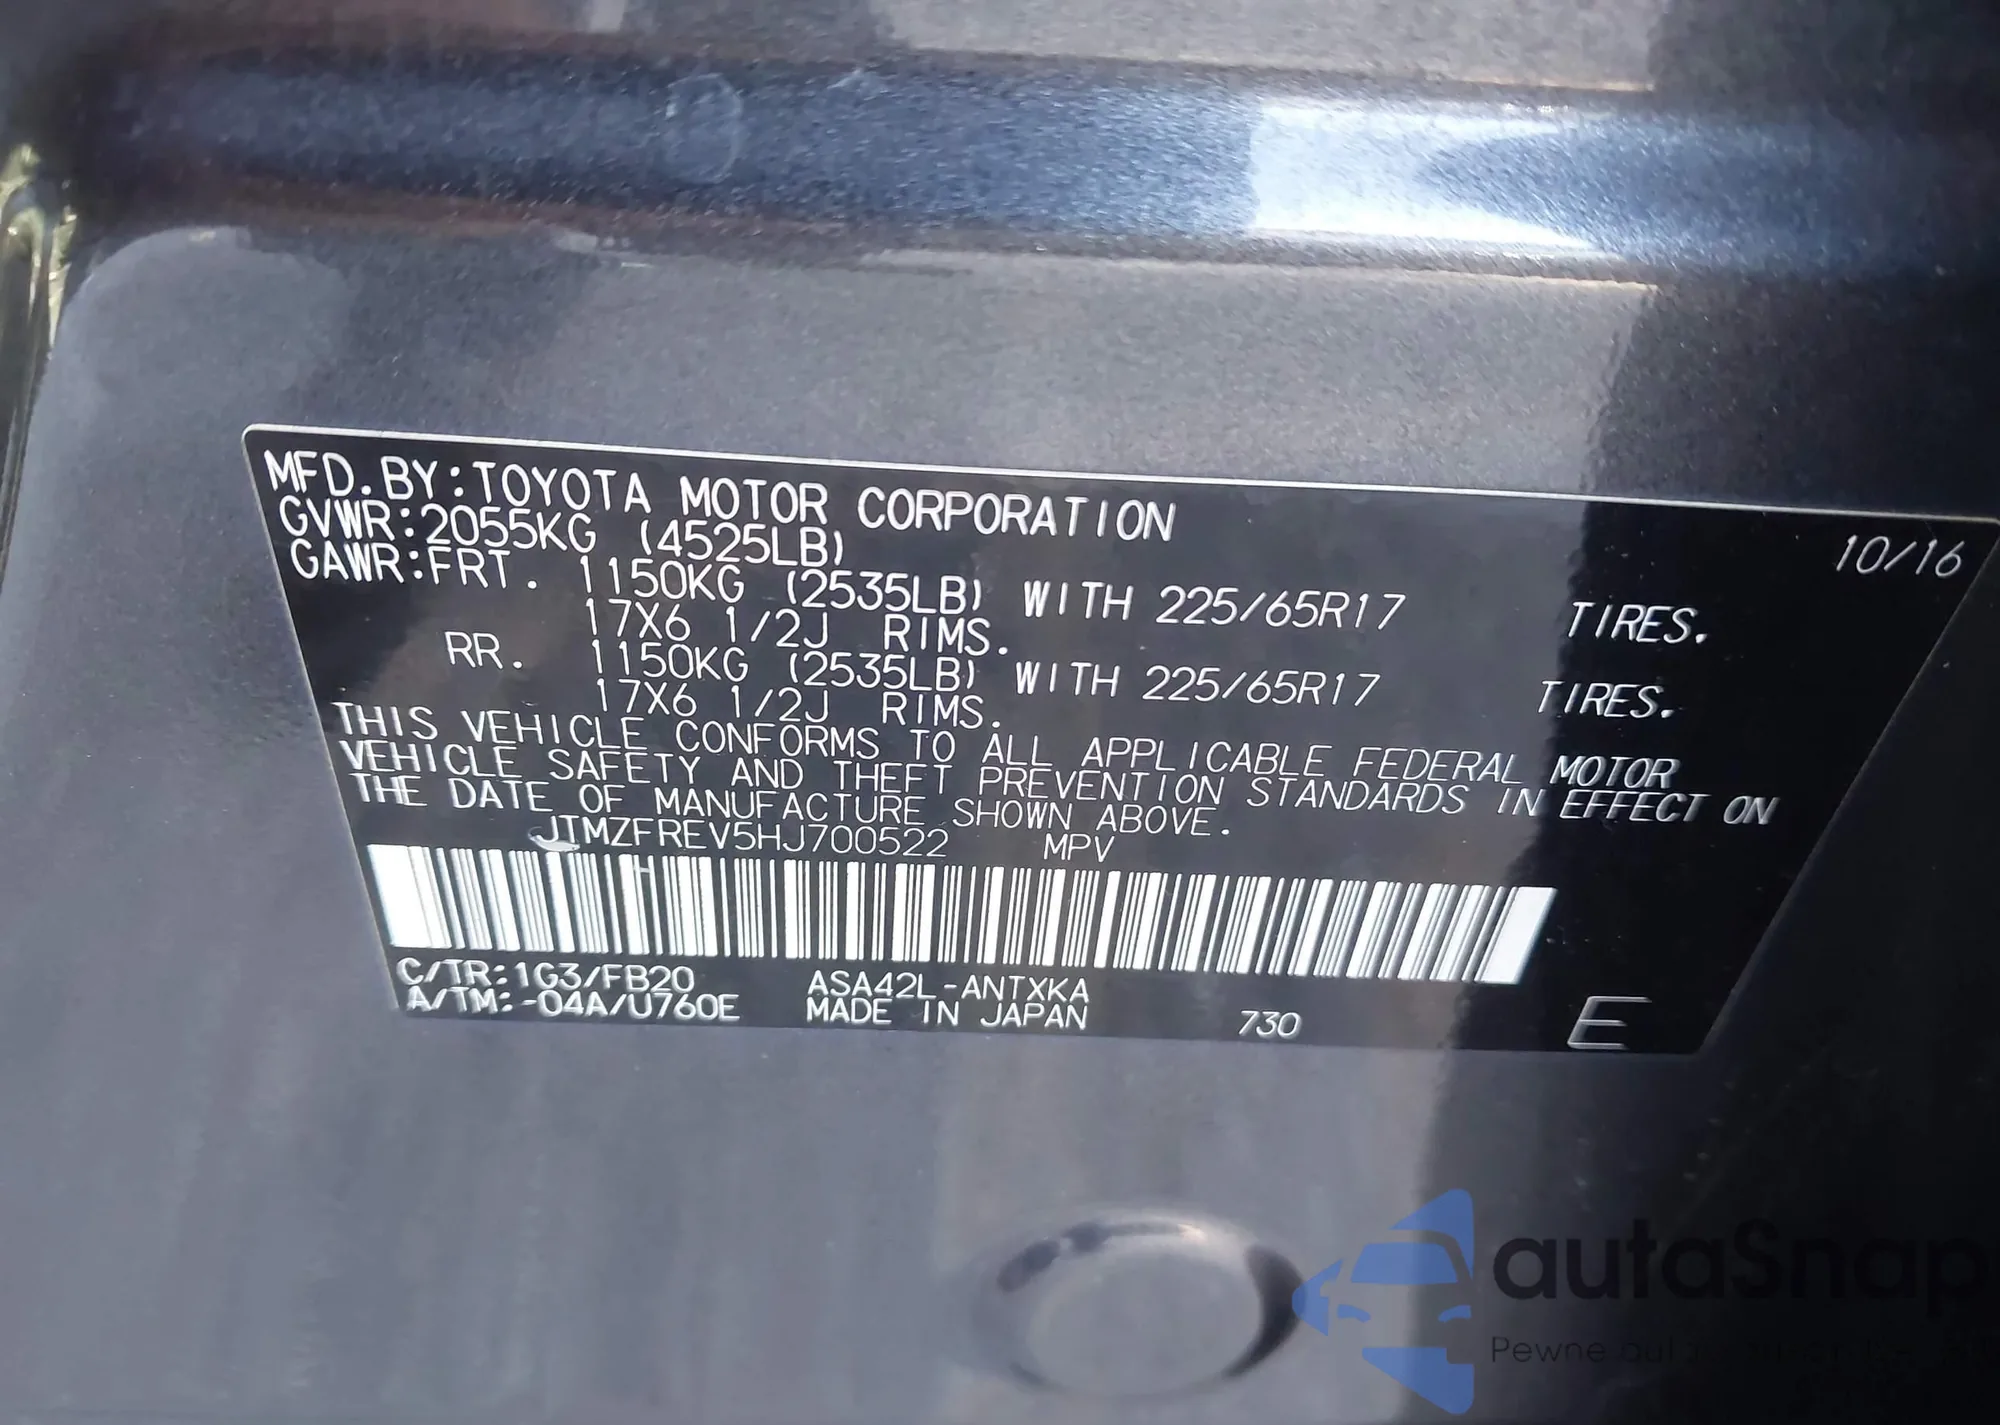 MFD.BY:TOYOTA MOTOR CORPORATION 10/16
GVWR:2055KG (4525LB)
GAWR:FRT. 1150KG (2535LB) WITH 225/65R17 TIRES.
17X6 1/2J RIMS.
RR. 1150KG (2535LB) WITH 225/65R17 TIRES.
17X6 1/2J RIMS.
THIS VEHICLE CONFORMS TO ALL APPLICABLE FEDERAL MOTOR
VEHICLE SAFETY AND THEFT PREVENTION STANDARDS IN EFFECT ON
THE DATE OF MANUFACTURE SHOWN ABOVE.
JTMZFREV5HJ700522 MPV
C/TR:1G3/FB20 ASA42L-ANTXKA
A/TM:-04A/U760E MADE IN JAPAN 730 E
autaSnap
Pewne